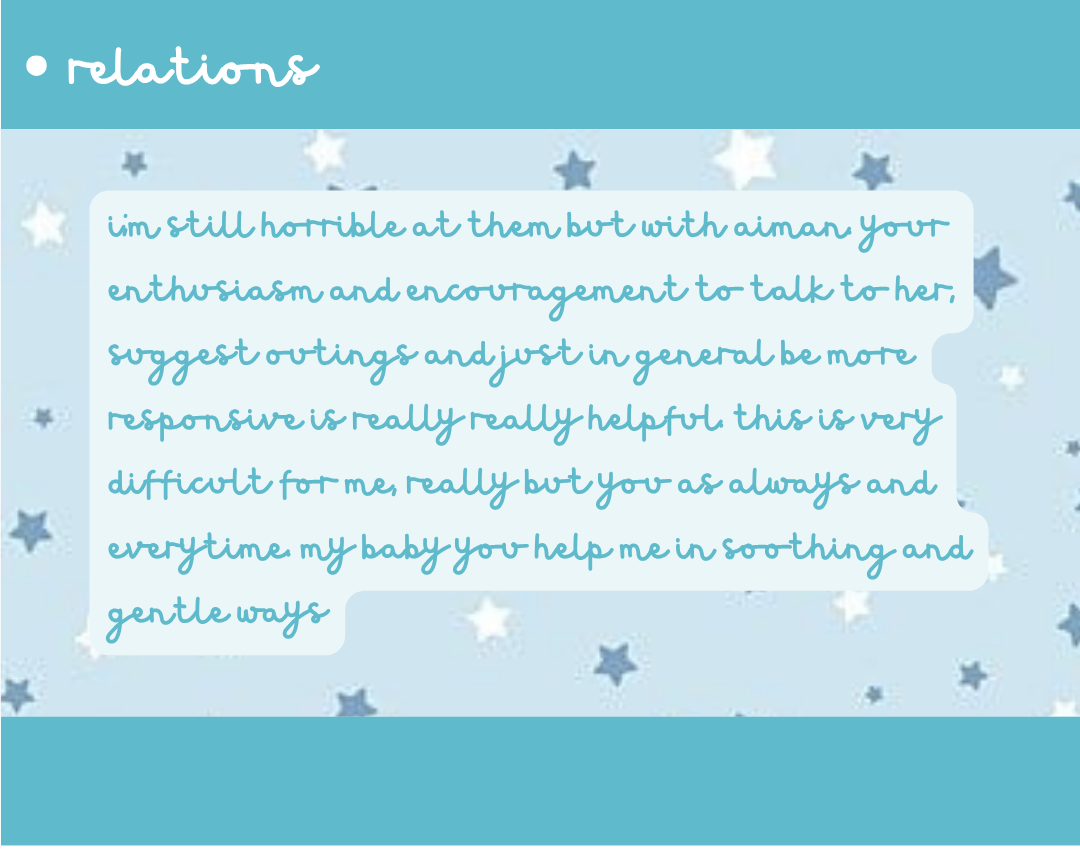 • relations
i'm still horrible at them but with aiman. your
enthusiasm and encouragement to talk to her,
suggest outings and just in general be more
responsive is really really helpful. this is very
difficult for me, really but you as always and
everytime. my baby you help me in soothing and
gentle ways